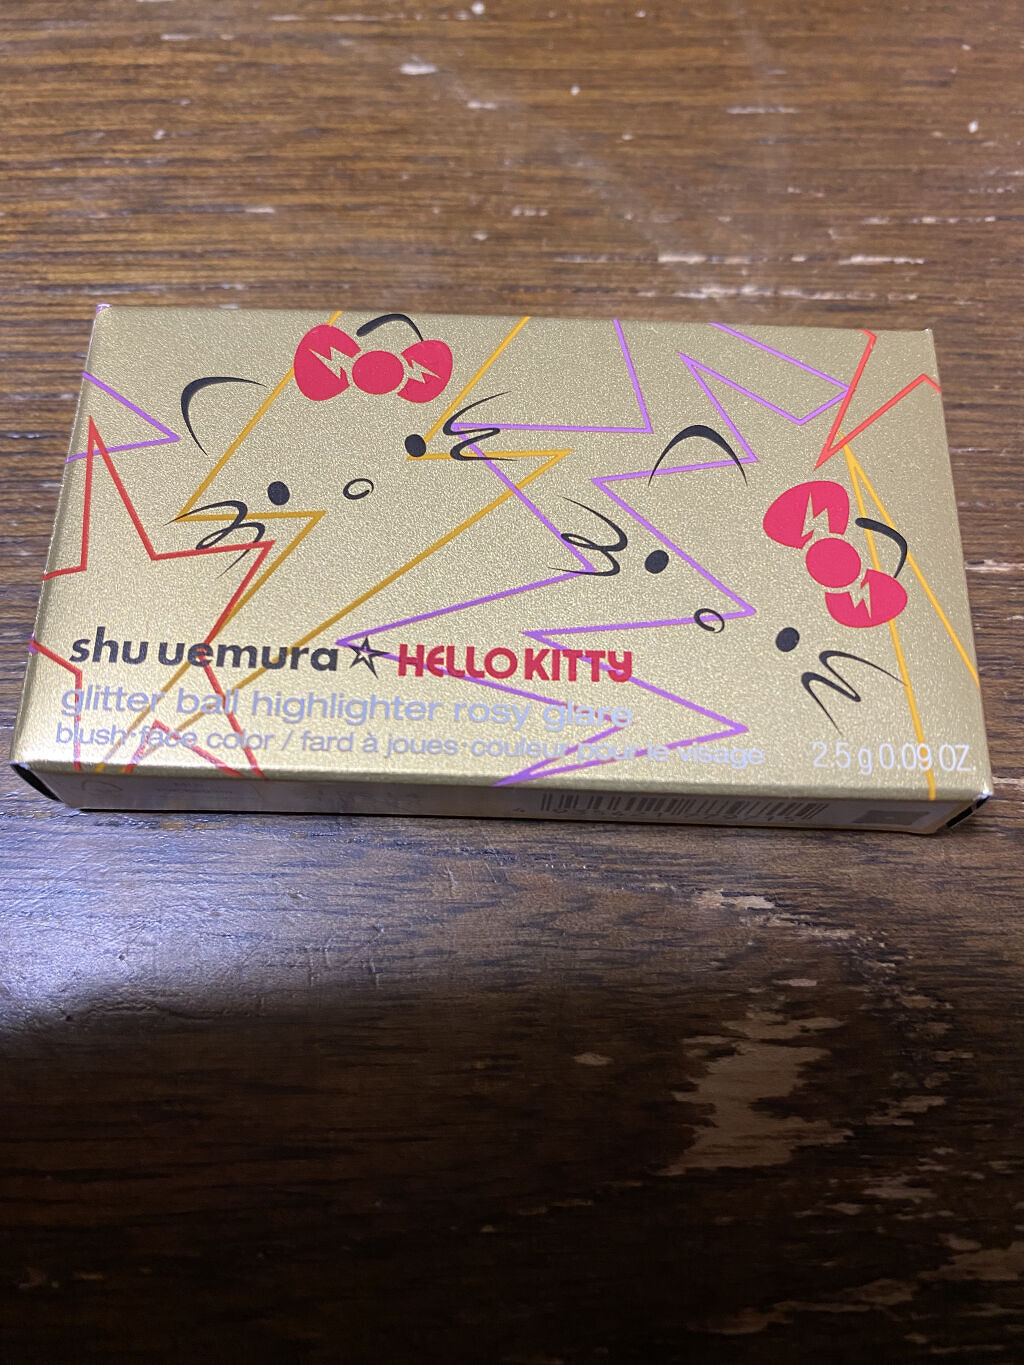 shu uemura ☆ HELLO KITTY
glitter ball highlighter rosy glare
blush·face color / fard à joues·couleur pour le visage
2.5 g 0.09 OZ.